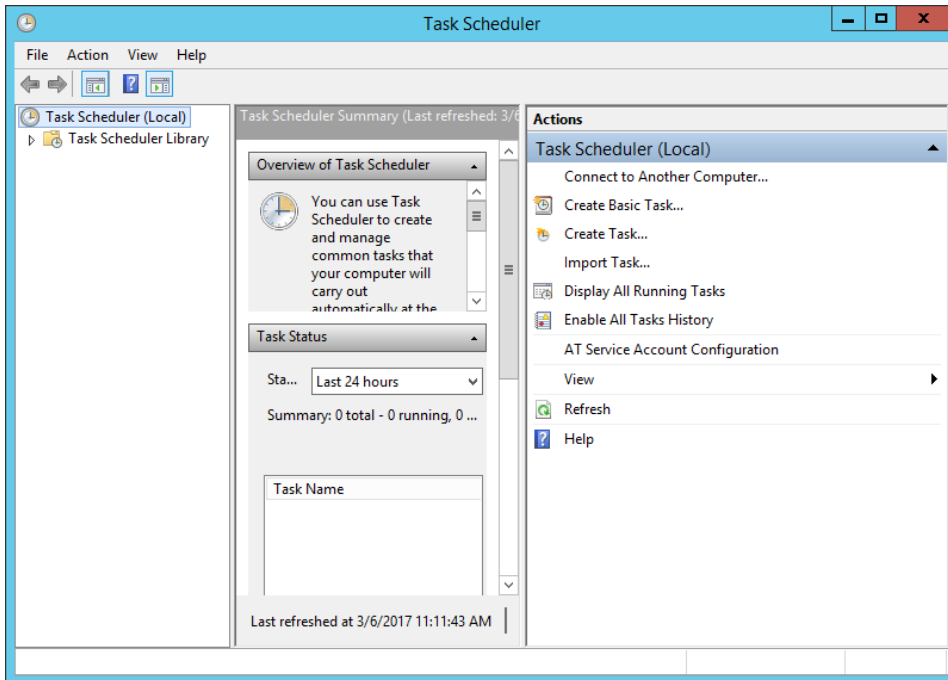 Task Scheduler
File Action View Help
Task Scheduler (Local)
Task Scheduler Library
Task Scheduler Summary (Last refreshed: 3/6
Overview of Task Scheduler
You can use Task
Scheduler to create
and manage
common tasks that
your computer will
carry out
automatically at the
Task Status
Sta... Last 24 hours
Summary: 0 total - 0 running, 0 ...
Task Name
Last refreshed at 3/6/2017 11:11:43 AM
Actions
Task Scheduler (Local)
Connect to Another Computer...
Create Basic Task...
Create Task...
Import Task...
Display All Running Tasks
Enable All Tasks History
AT Service Account Configuration
View
Refresh
Help